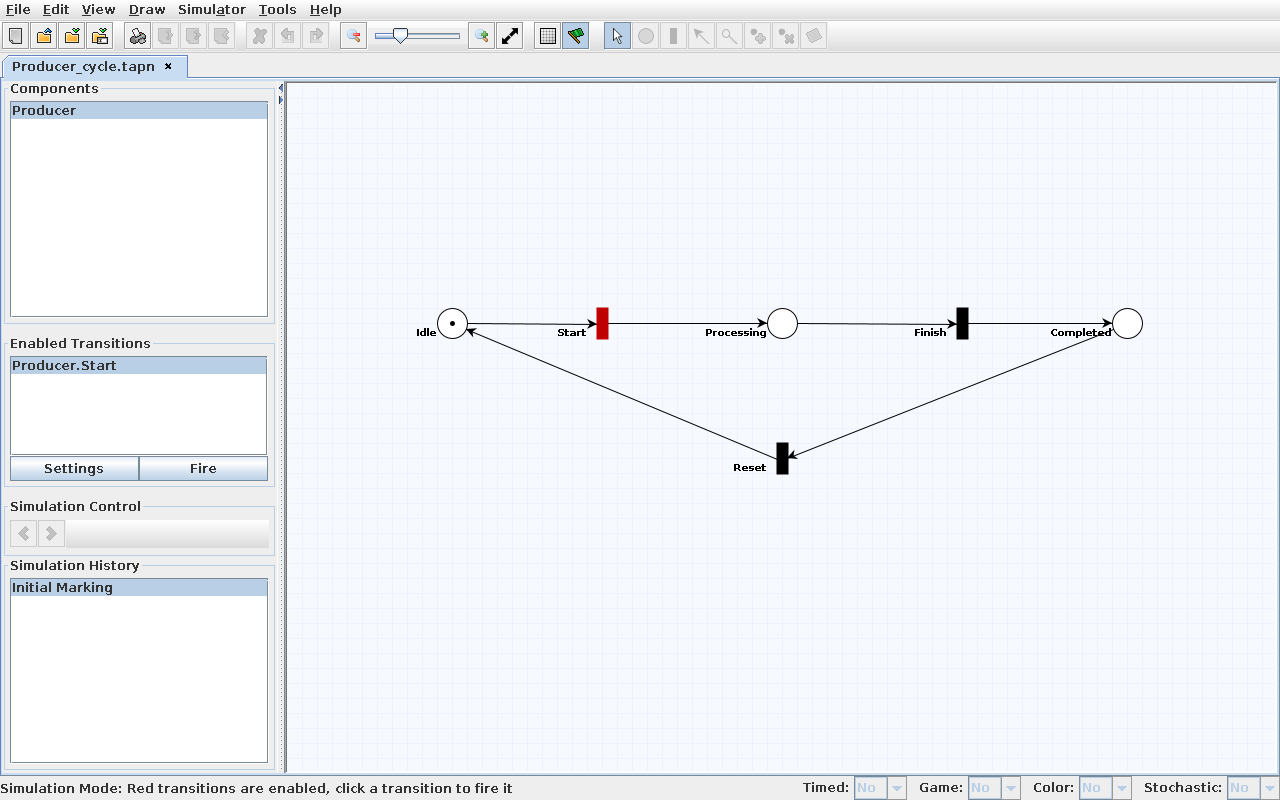 File Edit View Draw Simulator Tools Help
Producer_cycle.tapn
Components
Producer
Enabled Transitions
Producer.Start
Settings Fire
Simulation Control
Simulation History
Initial Marking
Idle Start Processing Finish Completed
Reset
Simulation Mode: Red transitions are enabled, click a transition to fire it Timed: No Game: No Color: No Stochastic: No